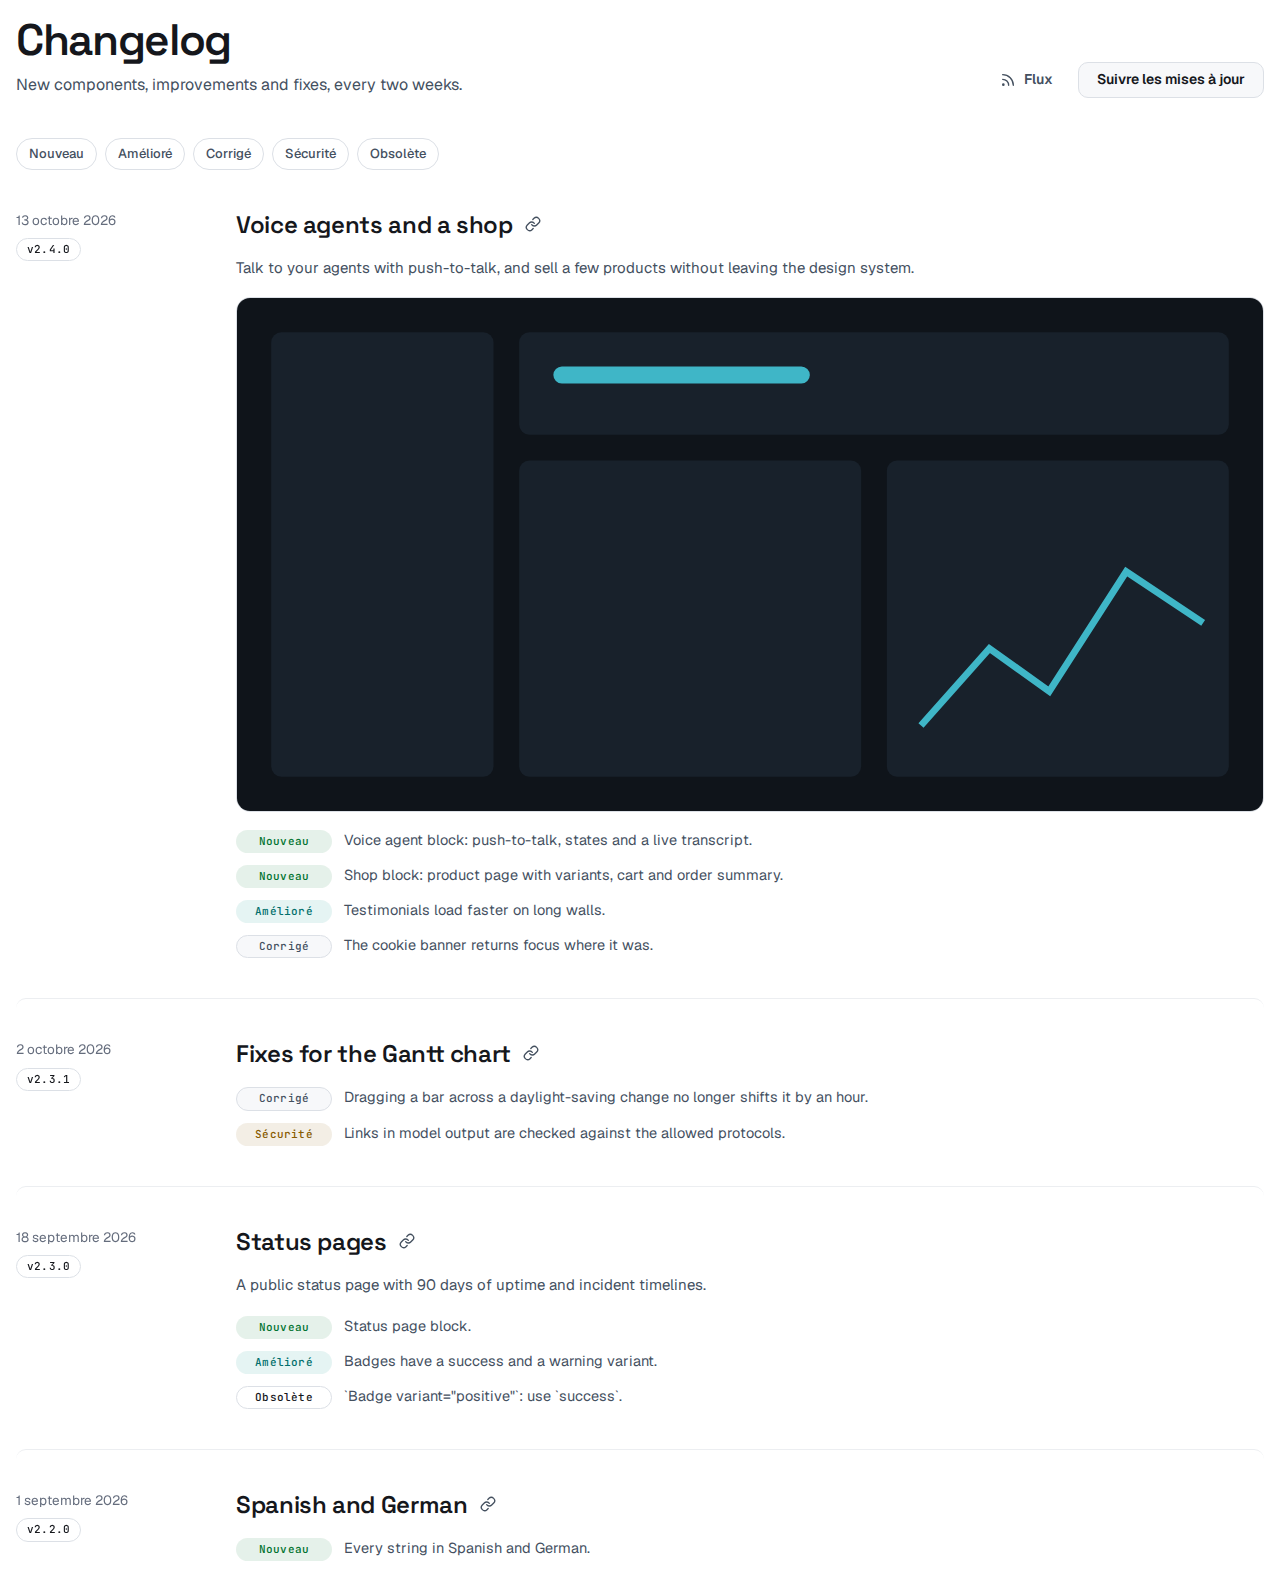 Changelog
New components, improvements and fixes, every two weeks.
Flux
Suivre les mises à jour
Nouveau
Amélioré
Corrigé
Sécurité
Obsolète
13 octobre 2026
v2.4.0
Voice agents and a shop
Talk to your agents with push-to-talk, and sell a few products without leaving the design system.
Nouveau Voice agent block: push-to-talk, states and a live transcript.
Nouveau Shop block: product page with variants, cart and order summary.
Amélioré Testimonials load faster on long walls.
Corrigé The cookie banner returns focus where it was.
2 octobre 2026
v2.3.1
Fixes for the Gantt chart
Corrigé Dragging a bar across a daylight-saving change no longer shifts it by an hour.
Sécurité Links in model output are checked against the allowed protocols.
18 septembre 2026
v2.3.0
Status pages
A public status page with 90 days of uptime and incident timelines.
Nouveau Status page block.
Amélioré Badges have a success and a warning variant.
Obsolète `Badge variant="positive"`: use `success`.
1 septembre 2026
v2.2.0
Spanish and German
Nouveau Every string in Spanish and German.